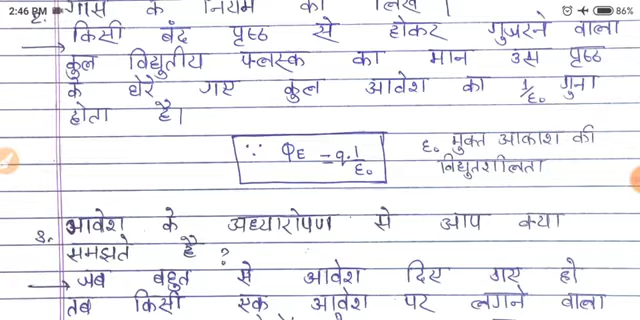 2:46 PM 86%
2. गॉस के नियम को लिखें।
→ किसी बंद पृष्ठ से होकर गुजरने वाला
कुल विद्युतीय फ्लक्स का मान उस पृष्ठ
के घेरे गए कुल आवेश का 1/ε₀ गुना
होता है।
∵ ΦE = q.1/ε₀
ε₀ मुक्त आकाश की
विद्युतशीलता
3. आवेश के अध्यारोपण से आप क्या
समझते हैं ?
→ जब बहुत से आवेश दिए गए हो
तब किसी एक आवेश पर लगने वाला